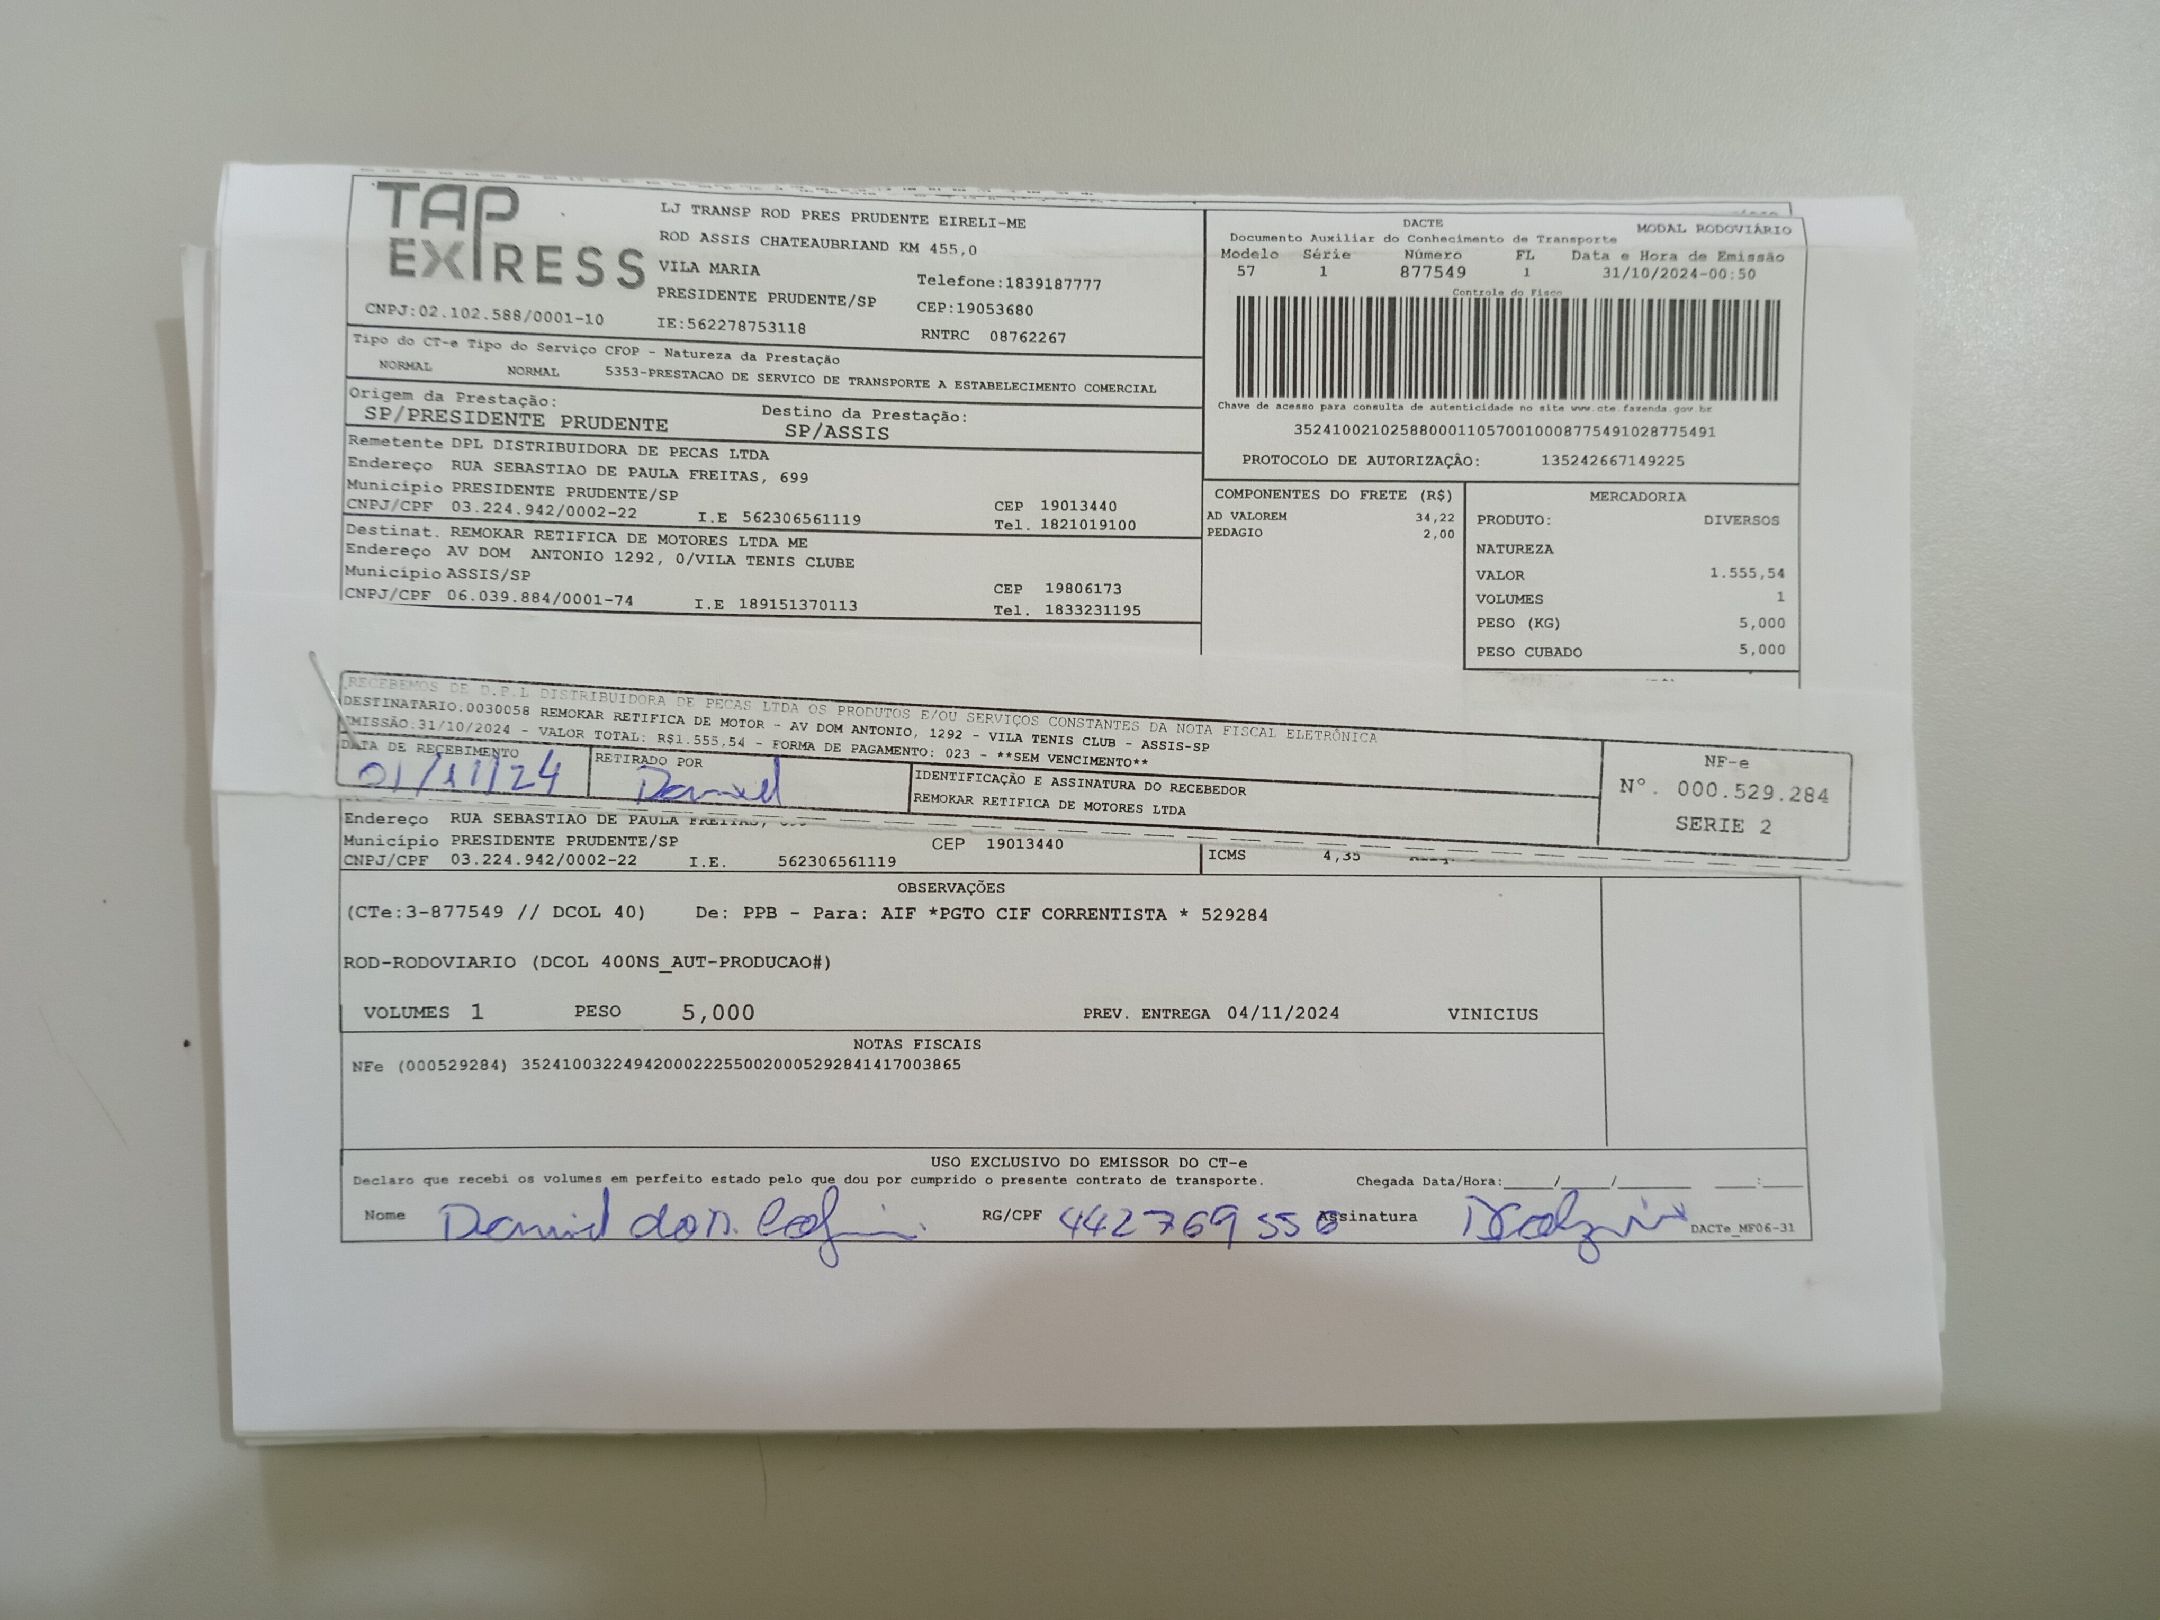 TAP
EXPRESS
CNPJ:02.102.588/0001-10
LJ TRANSP ROD PRES PRUDENTE EIRELI-ME
ROD ASSIS CHATEAUBRIAND KM 455,0
VILA MARIA
Telefone:1839187777
PRESIDENTE PRUDENTE/SP
CEP:19053680
IE:562278753118
RNTRC 08762267
DACTE
MODAL RODOVIÁRIO
Documento Auxiliar do Conhecimento de Transporte
Modelo Série Número FL Data e Hora de Emissão
57 1 877549 1 31/10/2024-00:50
Controle do Fisco
Chave de acesso para consulta de autenticidade no site www.cte.fazenda.gov.br
35241002102588000110570010008775491028775491
PROTOCOLO DE AUTORIZAÇÃO: 135242667149225
Tipo do CT-e Tipo do Serviço CFOP - Natureza da Prestação
NORMAL NORMAL 5353-PRESTACAO DE SERVICO DE TRANSPORTE A ESTABELECIMENTO COMERCIAL
Origem da Prestação: Destino da Prestação:
SP/PRESIDENTE PRUDENTE SP/ASSIS
Remetente DPL DISTRIBUIDORA DE PECAS LTDA
Endereço RUA SEBASTIAO DE PAULA FREITAS, 699
Município PRESIDENTE PRUDENTE/SP CEP 19013440
CNPJ/CPF 03.224.942/0002-22 I.E 562306561119 Tel. 1821019100
Destinat. REMOKAR RETIFICA DE MOTORES LTDA ME
Endereço AV DOM ANTONIO 1292, 0/VILA TENIS CLUBE
Município ASSIS/SP CEP 19806173
CNPJ/CPF 06.039.884/0001-74 I.E 189151370113 Tel. 1833231195
COMPONENTES DO FRETE (R$)
AD VALOREM 34,22
PEDAGIO 2,00
MERCADORIA
PRODUTO: DIVERSOS
NATUREZA
VALOR 1.555,54
VOLUMES 1
PESO (KG) 5,000
PESO CUBADO 5,000
RECEBEMOS DE D.P.L DISTRIBUIDORA DE PECAS LTDA OS PRODUTOS E/OU SERVIÇOS CONSTANTES DA NOTA FISCAL ELETRÔNICA
DESTINATARIO.0030058 REMOKAR RETIFICA DE MOTOR - AV DOM ANTONIO, 1292 - VILA TENIS CLUB - ASSIS-SP
EMISSÃO:31/10/2024 - VALOR TOTAL: R$1.555,54 - FORMA DE PAGAMENTO: 023 - **SEM VENCIMENTO**
DATA DE RECEBIMENTO
01/11/24
RETIRADO POR
Daniel
IDENTIFICAÇÃO E ASSINATURA DO RECEBEDOR
REMOKAR RETIFICA DE MOTORES LTDA
NF-e
Nº. 000.529.284
SERIE 2
Endereço RUA SEBASTIAO DE PAULA FREITAS,
Município PRESIDENTE PRUDENTE/SP CEP 19013440
CNPJ/CPF 03.224.942/0002-22 I.E. 562306561119
ICMS 4,35
OBSERVAÇÕES
(CTe:3-877549 // DCOL 40) De: PPB - Para: AIF *PGTO CIF CORRENTISTA * 529284
ROD-RODOVIARIO (DCOL 400NS_AUT-PRODUCAO#)
VOLUMES 1 PESO 5,000 PREV. ENTREGA 04/11/2024 VINICIUS
NOTAS FISCAIS
NFe (000529284) 35241003224942000222550020005292841417003865
USO EXCLUSIVO DO EMISSOR DO CT-e
Declaro que recebi os volumes em perfeito estado pelo que dou por cumprido o presente contrato de transporte. Chegada Data/Hora:_____/_____/_______ ___:____
Nome Daniel RG/CPF 442769556 Assinatura
DACTe_MF06-31